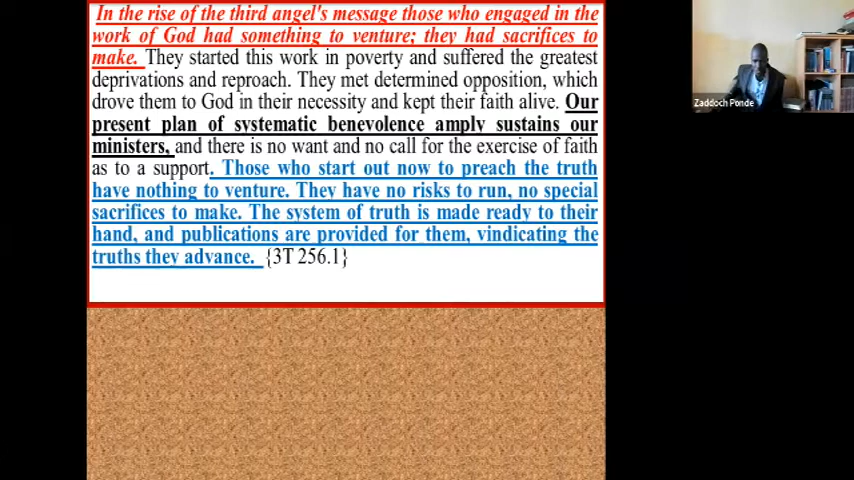 In the rise of the third angel's message those who engaged in the
work of God had something to venture; they had sacrifices to
make. They started this work in poverty and suffered the greatest
deprivations and reproach. They met determined opposition, which
drove them to God in their necessity and kept their faith alive. Our
present plan of systematic benevolence amply sustains our
ministers, and there is no want and no call for the exercise of faith
as to a support. Those who start out now to preach the truth
have nothing to venture. They have no risks to run, no special
sacrifices to make. The system of truth is made ready to their
hand, and publications are provided for them, vindicating the
truths they advance. {3T 256.1}
Zaddoch Ponde